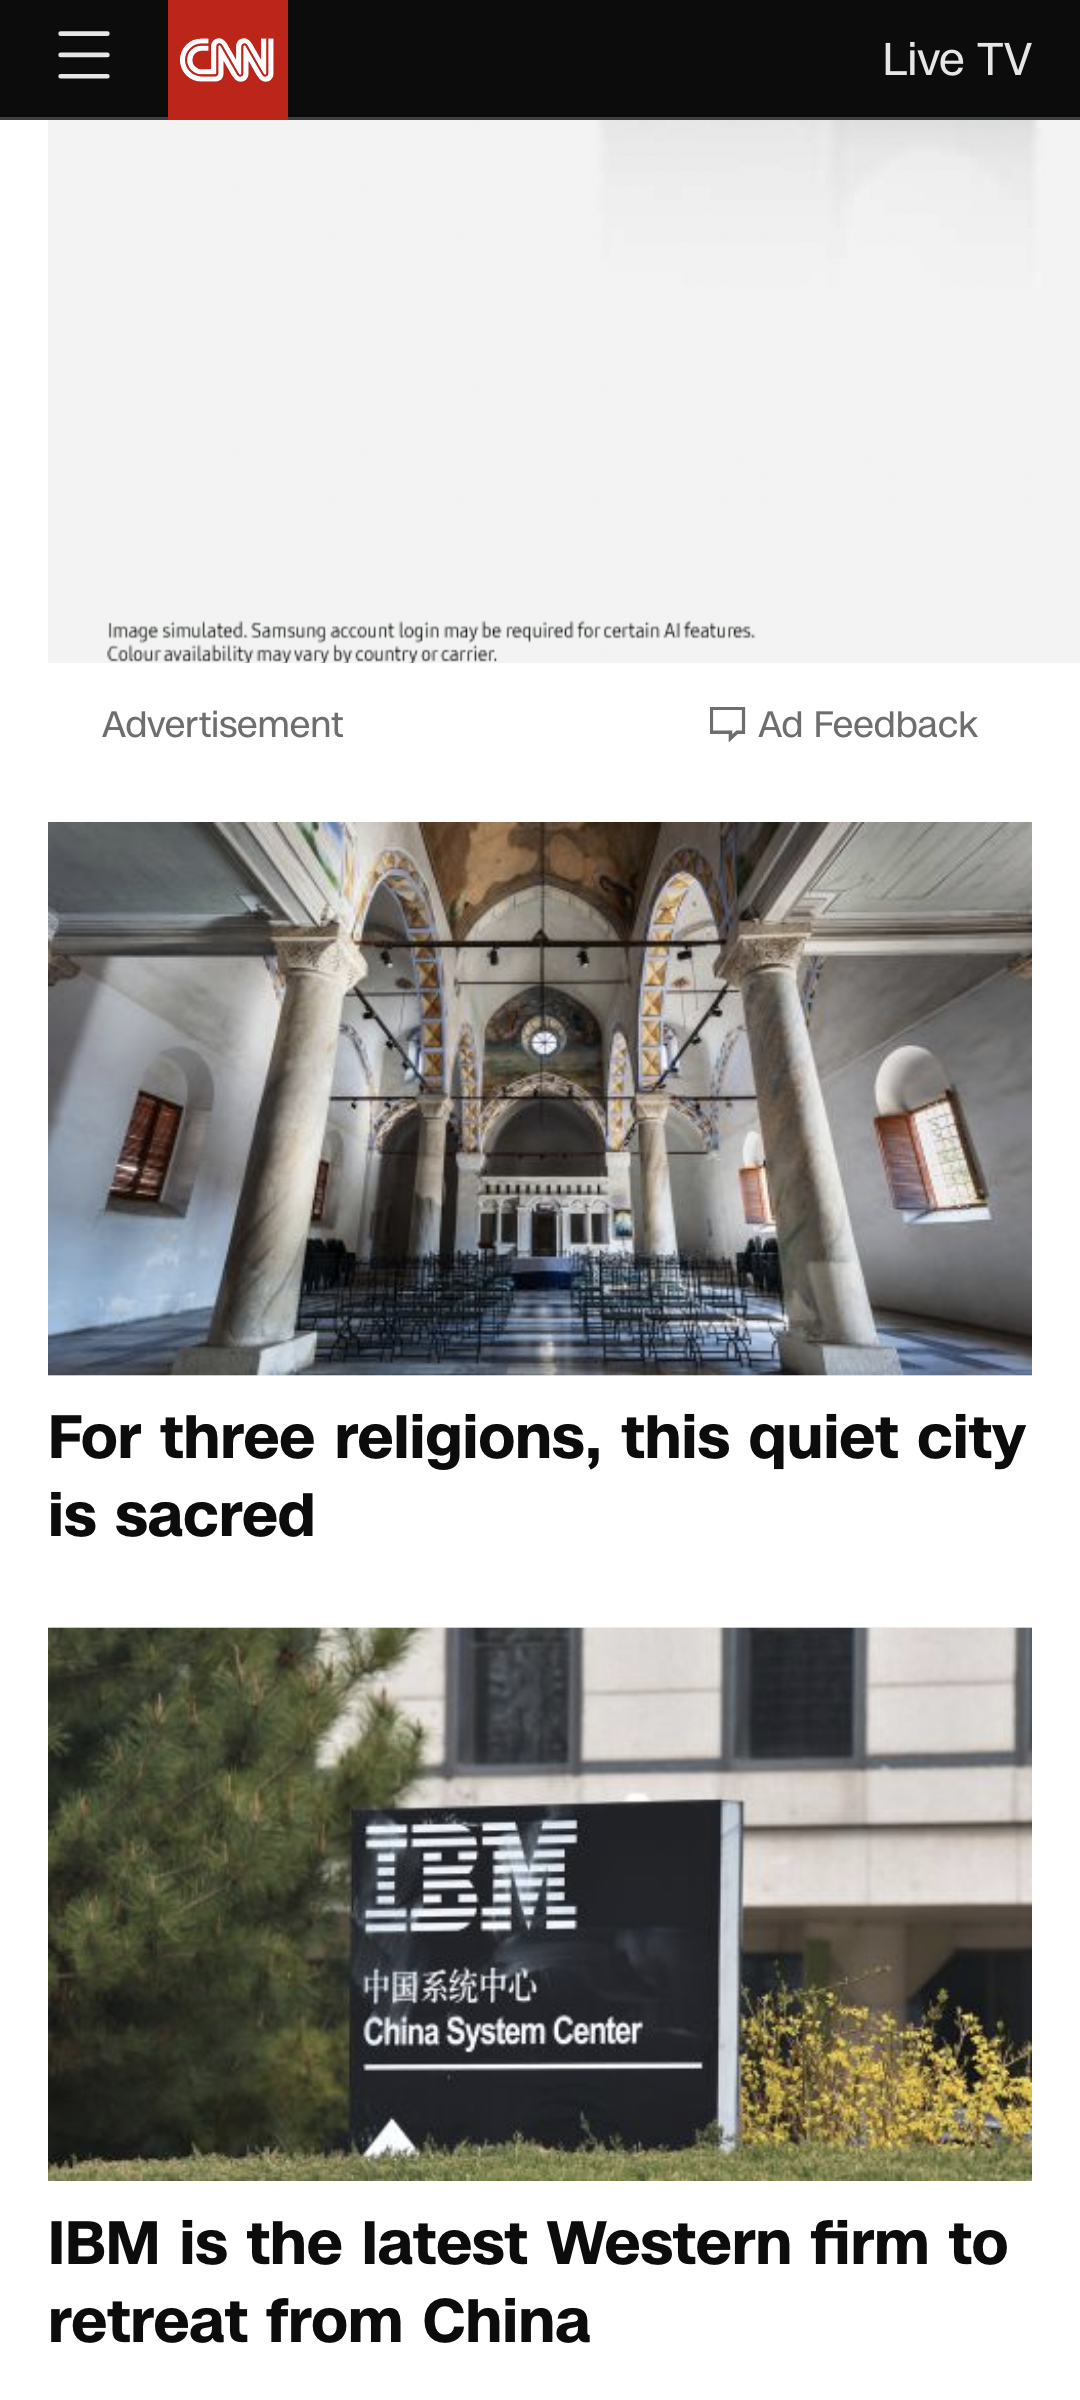 CNN
Live TV
Image simulated. Samsung account login may be required for certain AI features.
Colour availability may vary by country or carrier.
Advertisement
Ad Feedback
For three religions, this quiet city
is sacred
IBM
中国系统中心
China System Center
IBM is the latest Western firm to
retreat from China